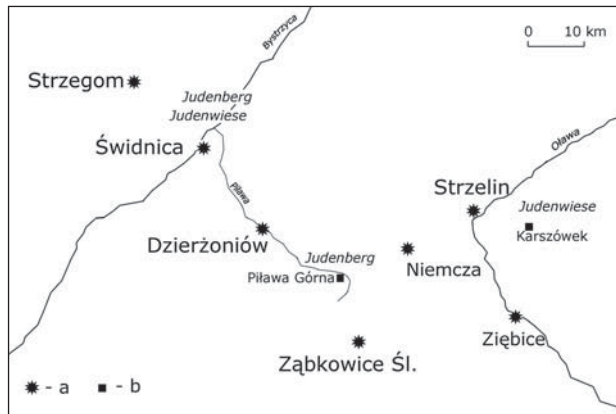 Bystrzyca
0 10 km
Strzegom
Judenberg
Judenwiese
Oława
Świdnica
Piława
Strzelin
Judenwiese
Karszówek
Dzierżoniów
Judenberg
Niemcza
Piława Górna
Ziębice
Ząbkowice Śl.
- a - b